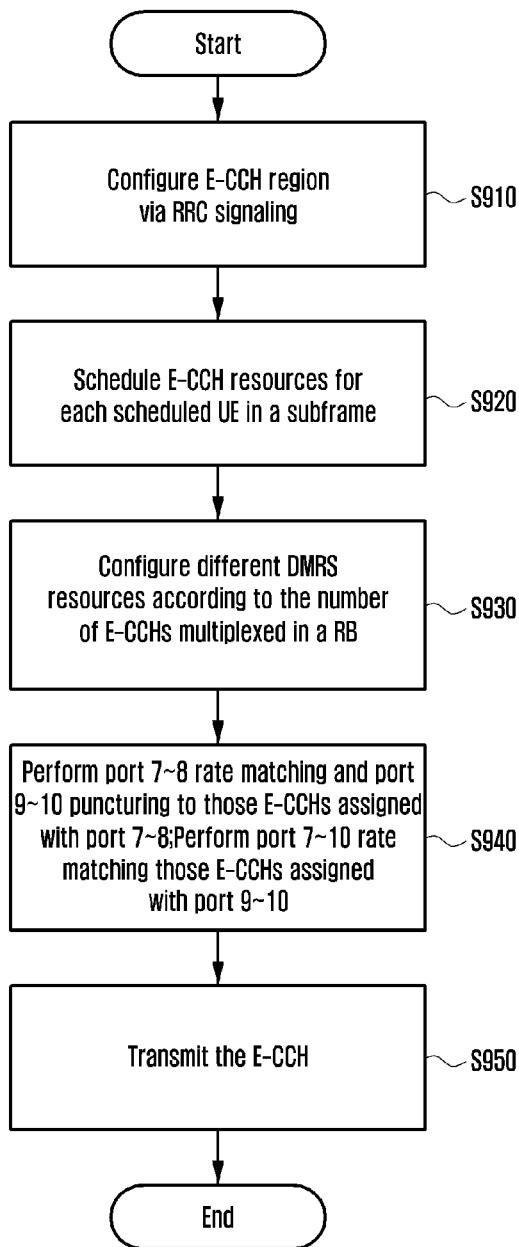 Start
Configure E-CCH region
via RRC signaling
S910
Schedule E-CCH resources for
each scheduled UE in a subframe
S920
Configure different DMRS
resources according to the number
of E-CCHs multiplexed in a RB
S930
Perform port 7~8 rate matching and port
9~10 puncturing to those E-CCHs assigned
with port 7~8;Perform port 7~10 rate
matching those E-CCHs assigned
with port 9~10
S940
Transmit the E-CCH
S950
End